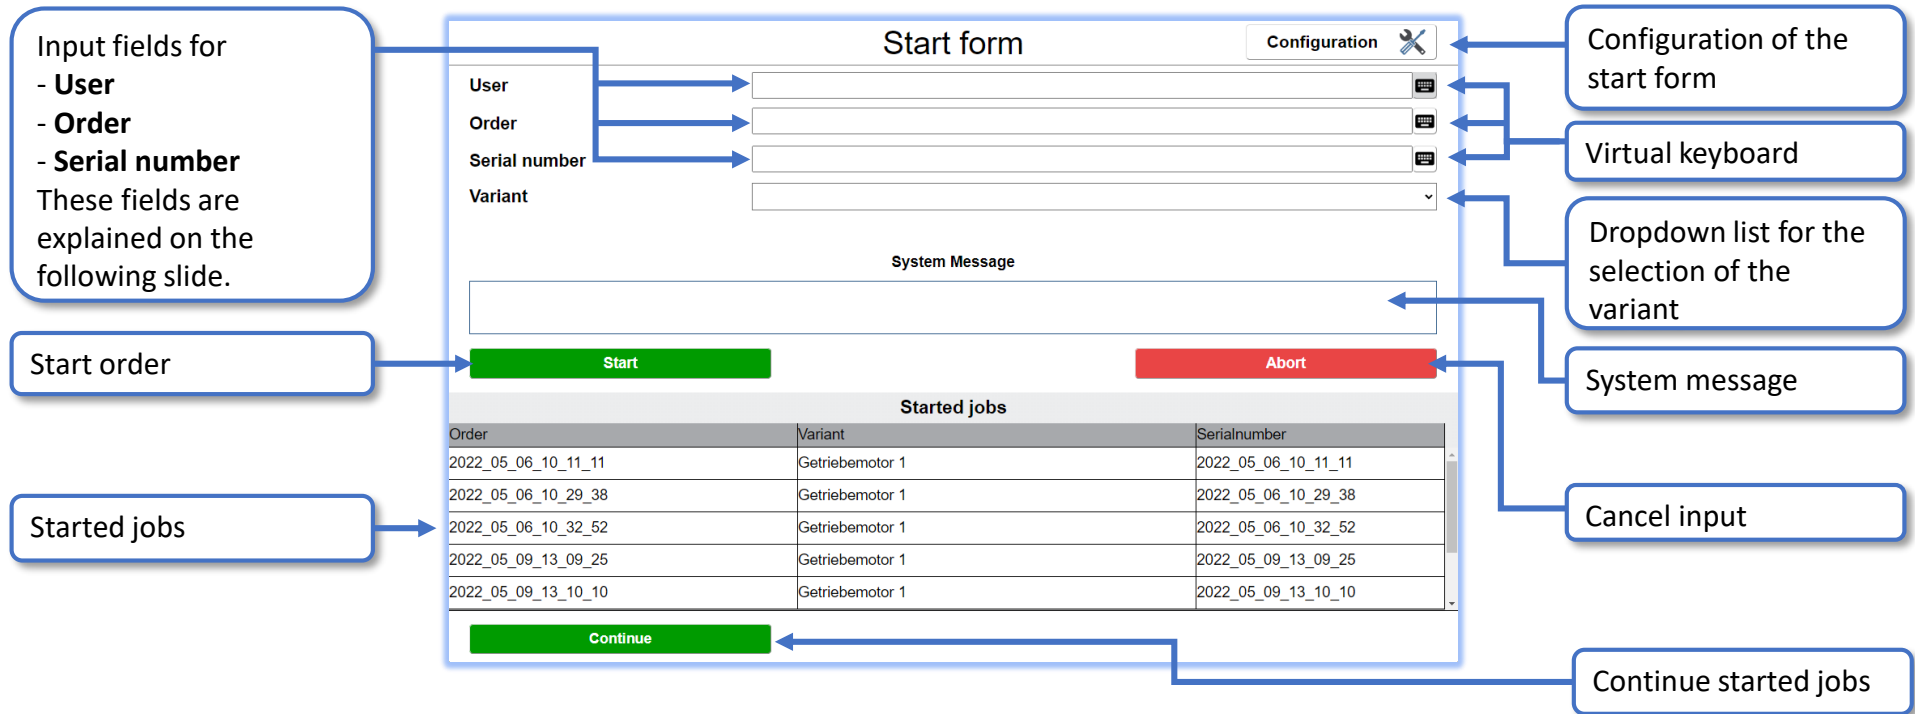 Input fields for
- User
- Order
- Serial number
These fields are
explained on the
following slide.
Start order
Started jobs
Start form
Configuration
User
Order
Serial number
Variant
System Message
Start
Abort
Started jobs
Order Variant Serialnumber
2022_05_06_10_11_11 Getriebemotor 1 2022_05_06_10_11_11
2022_05_06_10_29_38 Getriebemotor 1 2022_05_06_10_29_38
2022_05_06_10_32_52 Getriebemotor 1 2022_05_06_10_32_52
2022_05_09_13_09_25 Getriebemotor 1 2022_05_09_13_09_25
2022_05_09_13_10_10 Getriebemotor 1 2022_05_09_13_10_10
Continue
Configuration of the
start form
Virtual keyboard
Dropdown list for the
selection of the
variant
System message
Cancel input
Continue started jobs